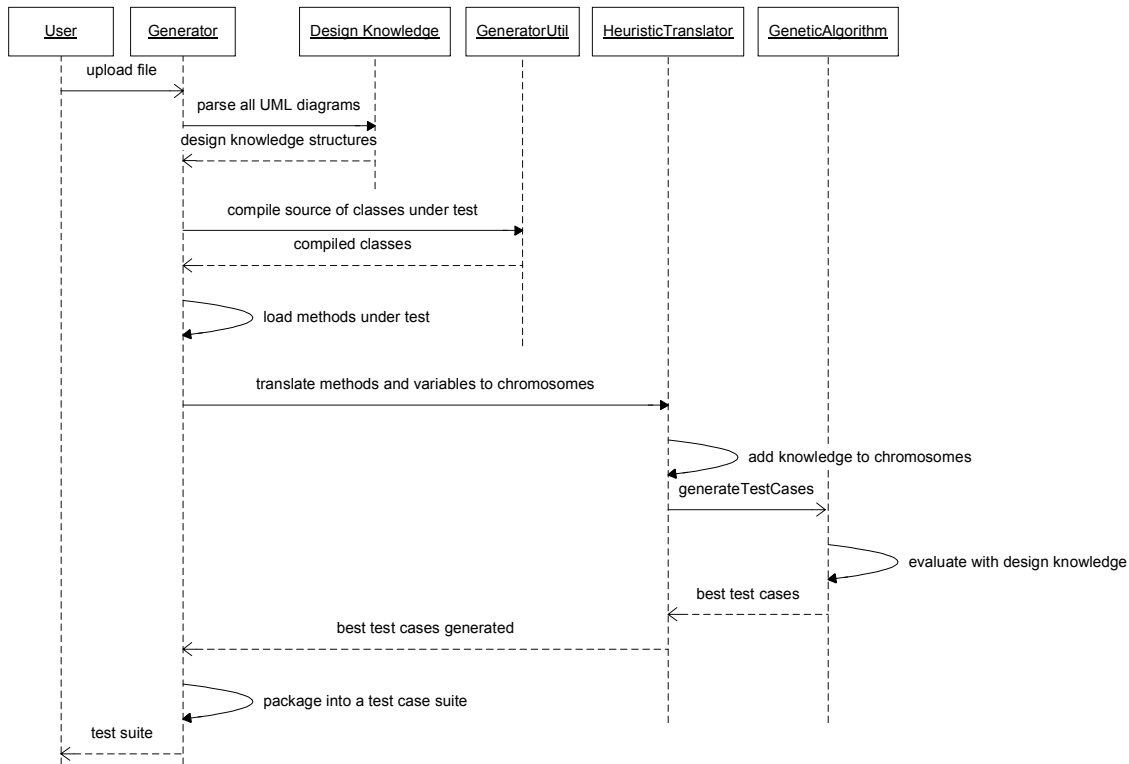 User
Generator
Design Knowledge
GeneratorUtil
HeuristicTranslator
GeneticAlgorithm
upload file
parse all UML diagrams
design knowledge structures
compile source of classes under test
compiled classes
load methods under test
translate methods and variables to chromosomes
add knowledge to chromosomes
generateTestCases
evaluate with design knowledge
best test cases
best test cases generated
package into a test case suite
test suite